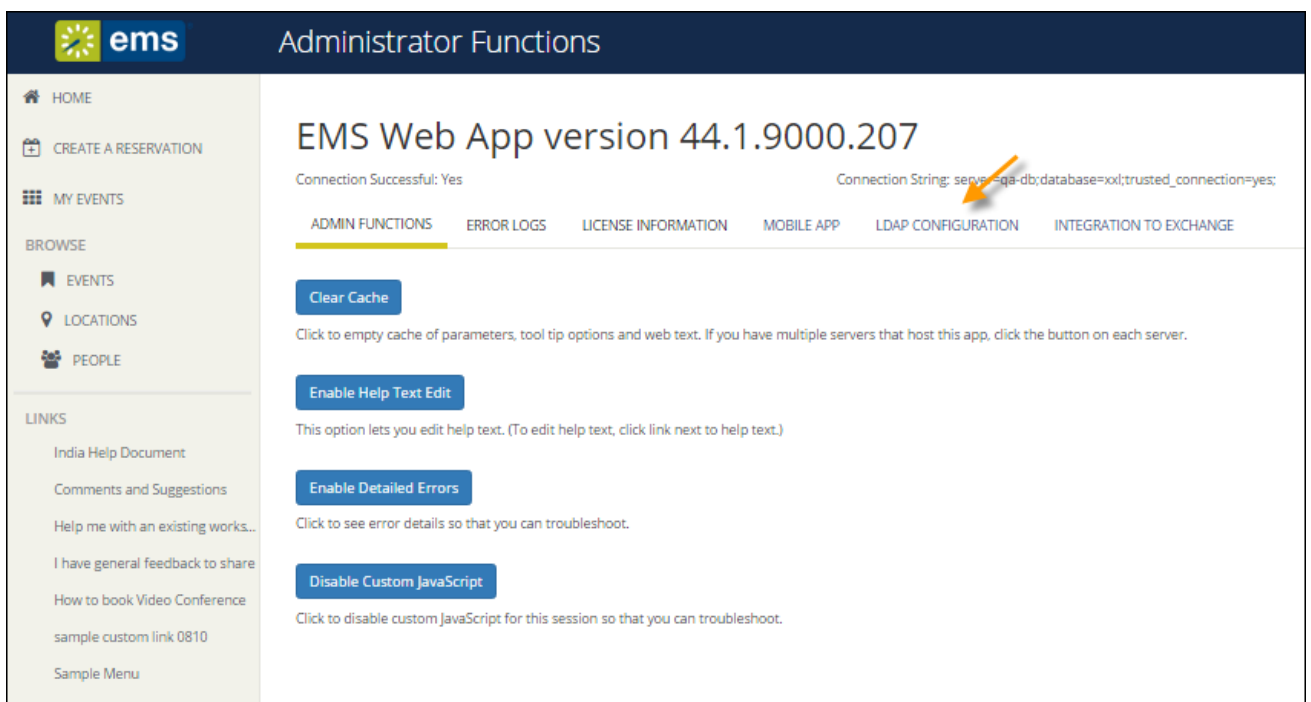 ems
Administrator Functions
HOME
CREATE A RESERVATION
MY EVENTS
BROWSE
EVENTS
LOCATIONS
PEOPLE
LINKS
India Help Document
Comments and Suggestions
Help me with an existing works...
I have general feedback to share
How to book Video Conference
sample custom link 0810
Sample Menu
EMS Web App version 44.1.9000.207
Connection Successful: Yes
Connection String: server=qa-db;database=xxl;trusted_connection=yes;
ADMIN FUNCTIONS ERROR LOGS LICENSE INFORMATION MOBILE APP LDAP CONFIGURATION INTEGRATION TO EXCHANGE
Clear Cache
Click to empty cache of parameters, tool tip options and web text. If you have multiple servers that host this app, click the button on each server.
Enable Help Text Edit
This option lets you edit help text. (To edit help text, click link next to help text.)
Enable Detailed Errors
Click to see error details so that you can troubleshoot.
Disable Custom JavaScript
Click to disable custom JavaScript for this session so that you can troubleshoot.